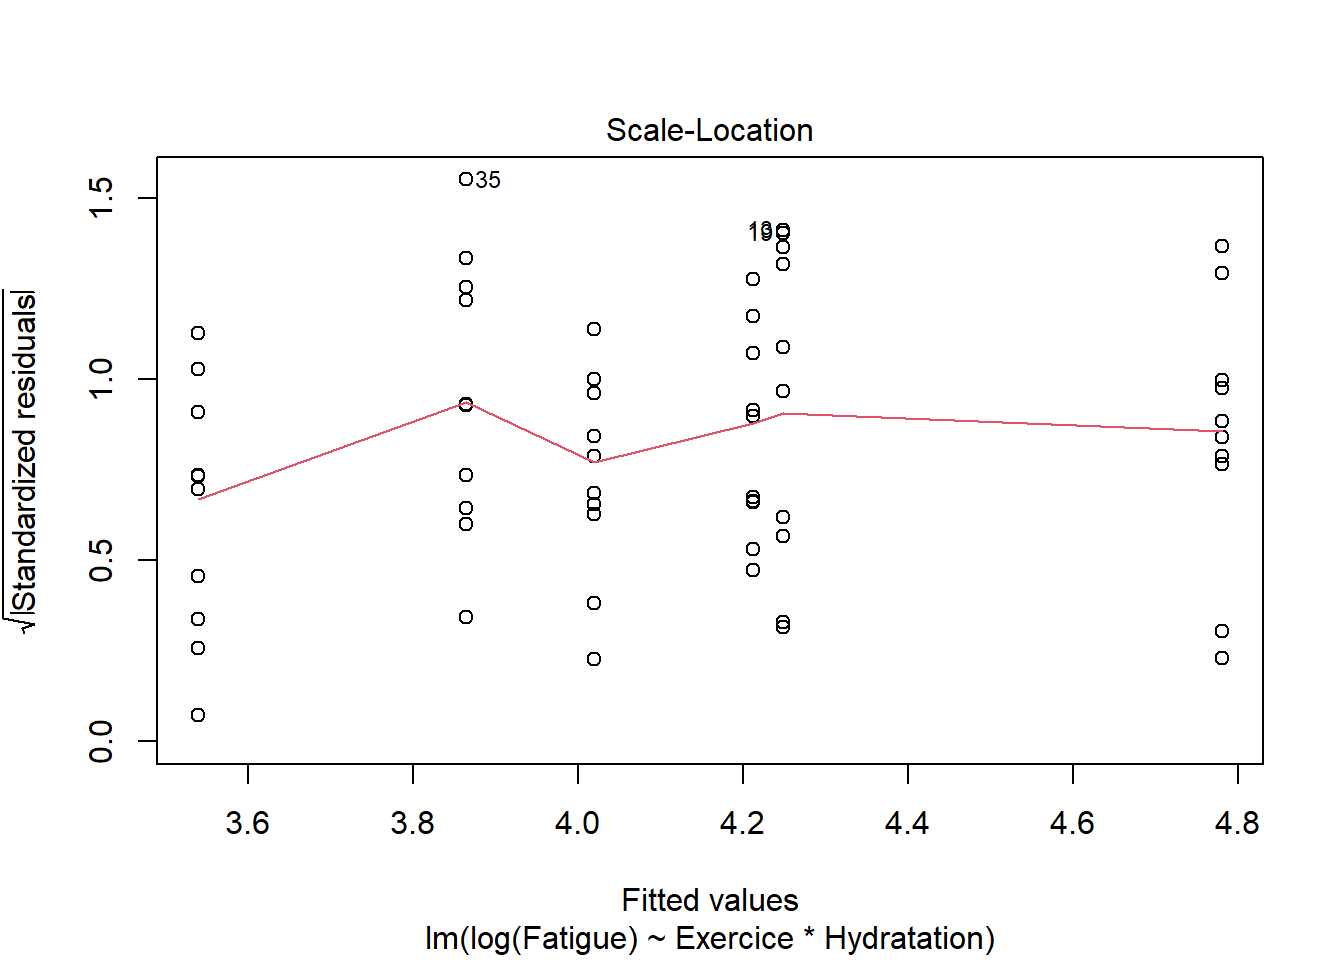 Scale-Location
√|Standardized residuals|
1.5
1.0
0.5
0.0
35
19
3.6 3.8 4.0 4.2 4.4 4.6 4.8
Fitted values
lm(log(Fatigue) ~ Exercice * Hydratation)